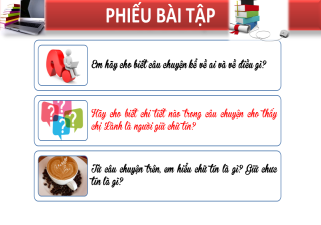 PHIẾU BÀI TẬP
Em hãy cho biết câu chuyện kể về ai và về điều gì?
Hãy cho biết chi tiết nào trong câu chuyện cho thấy
chị Lành là người giữ chữ tín?
Từ câu chuyện trên, em hiểu chữ tín là gì? Giữ chữ
tín là gì?